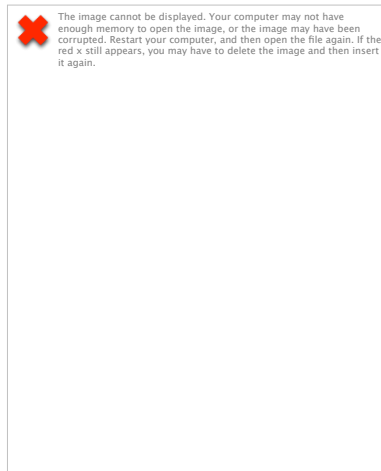 The image cannot be displayed. Your computer may not have
enough memory to open the image, or the image may have been
corrupted. Restart your computer, and then open the file again. If the
red x still appears, you may have to delete the image and then insert
it again.